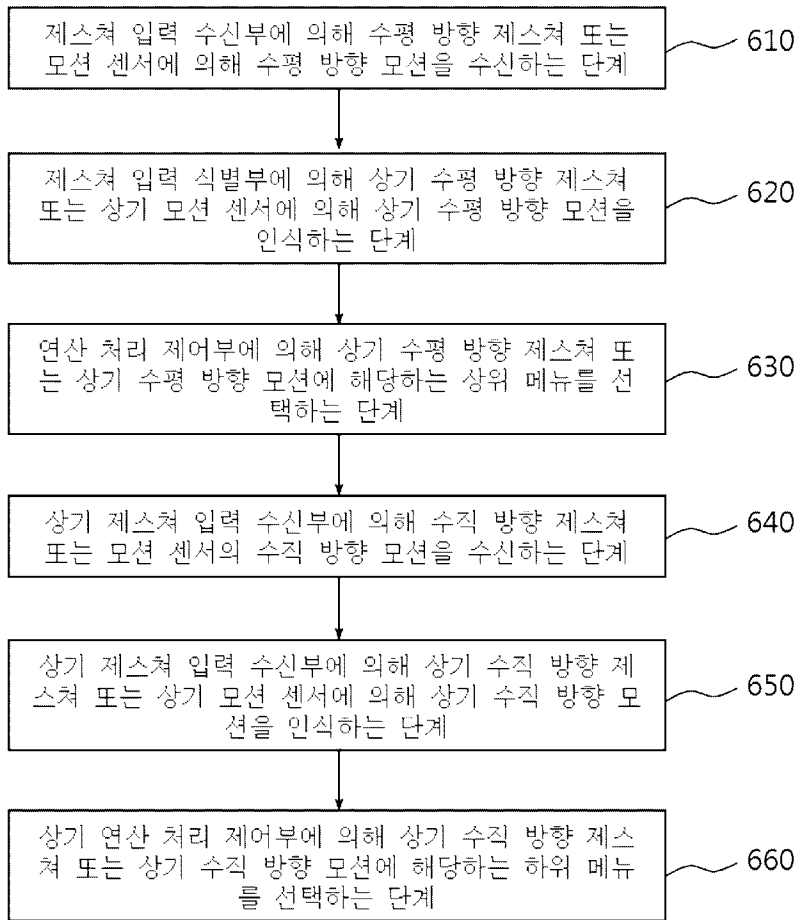 제스쳐 입력 수신부에 의해 수평 방향 제스쳐 또는
모션 센서에 의해 수평 방향 모션을 수신하는 단계
610
제스쳐 입력 식별부에 의해 상기 수평 방향 제스쳐
또는 상기 모션 센서에 의해 상기 수평 방향 모션을
인식하는 단계
620
연산 처리 제어부에 의해 상기 수평 방향 제스쳐 또
는 상기 수평 방향 모션에 해당하는 상위 메뉴를 선
택하는 단계
630
상기 제스쳐 입력 수신부에 의해 수직 방향 제스쳐
또는 모션 센서의 수직 방향 모션을 수신하는 단계
640
상기 제스쳐 입력 수신부에 의해 상기 수직 방향 제
스쳐 또는 상기 모션 센서에 의해 상기 수직 방향 모
션을 인식하는 단계
650
상기 연산 처리 제어부에 의해 상기 수직 방향 제스
쳐 또는 상기 수직 방향 모션에 해당하는 하위 메뉴
를 선택하는 단계
660